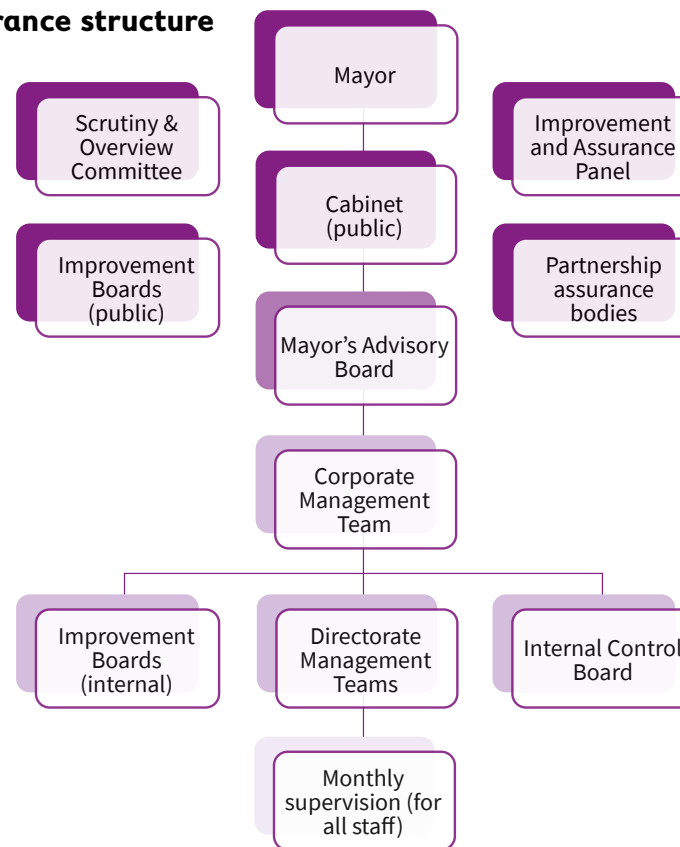 rance structure
Mayor
Scrutiny &
Overview
Committee
Improvement
and Assurance
Panel
Cabinet
(public)
Improvement
Boards
(public)
Partnership
assurance
bodies
Mayor’s Advisory
Board
Corporate
Management
Team
Improvement
Boards
(internal)
Directorate
Management
Teams
Internal Control
Board
Monthly
supervision (for
all staff)